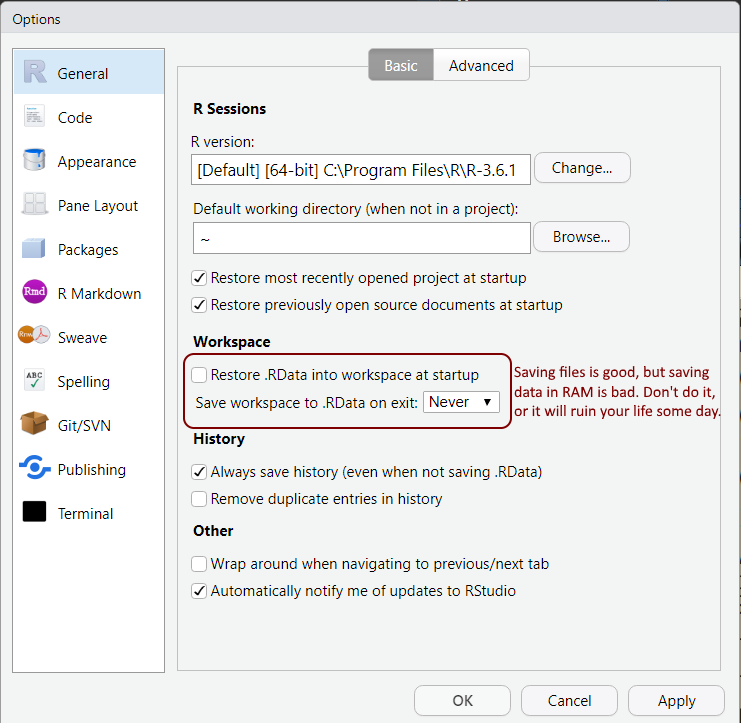 Options
General
Code
Appearance
Pane Layout
Packages
Rmd
R Markdown
Rnw
Sweave
ABC
Spelling
Git/SVN
Publishing
Terminal
Basic Advanced
R Sessions
R version:
[Default] [64-bit] C:\Program Files\R\R-3.6.1 Change...
Default working directory (when not in a project):
~ Browse...
Restore most recently opened project at startup
Restore previously open source documents at startup
Workspace
Restore .RData into workspace at startup
Save workspace to .RData on exit: Never
Saving files is good, but saving
data in RAM is bad. Don't do it,
or it will ruin your life some day.
History
Always save history (even when not saving .RData)
Remove duplicate entries in history
Other
Wrap around when navigating to previous/next tab
Automatically notify me of updates to RStudio
OK Cancel Apply